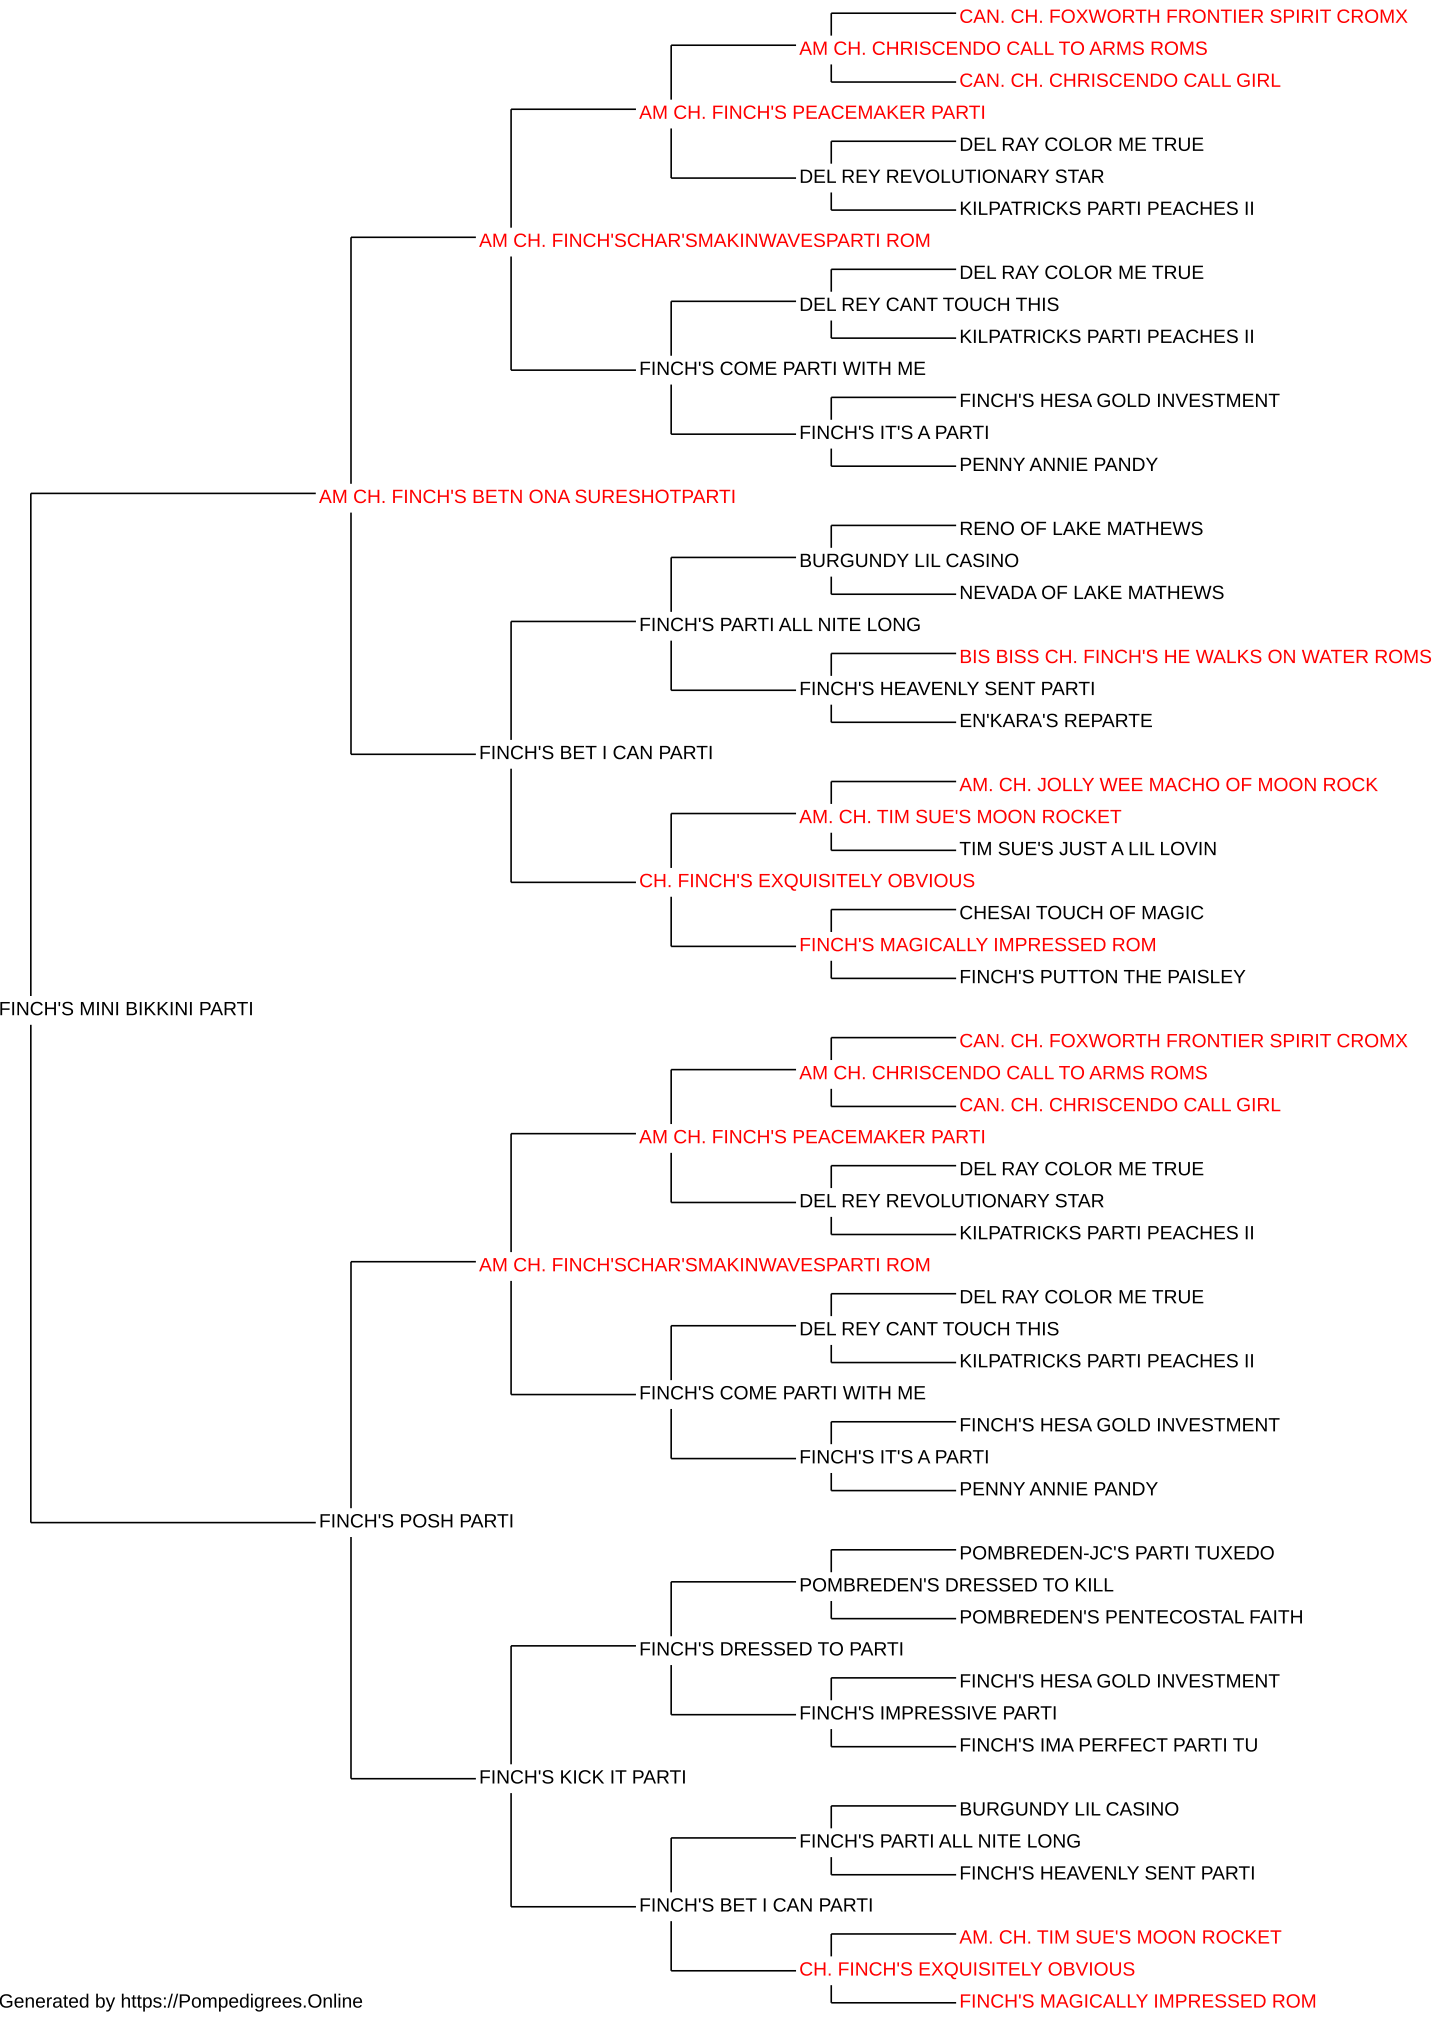 CAN. CH. FOXWORTH FRONTIER SPIRIT CROMX
AM CH. CHRISCENDO CALL TO ARMS ROMS
CAN. CH. CHRISCENDO CALL GIRL
AM CH. FINCH'S PEACEMAKER PARTI
DEL RAY COLOR ME TRUE
DEL REY REVOLUTIONARY STAR
KILPATRICKS PARTI PEACHES II
AM CH. FINCH'SCHAR'SMAKINWAVESPARTI ROM
DEL RAY COLOR ME TRUE
DEL REY CANT TOUCH THIS
KILPATRICKS PARTI PEACHES II
FINCH'S COME PARTI WITH ME
FINCH'S HESA GOLD INVESTMENT
FINCH'S IT'S A PARTI
PENNY ANNIE PANDY
AM CH. FINCH'S BETN ONA SURESHOTPARTI
RENO OF LAKE MATHEWS
BURGUNDY LIL CASINO
NEVADA OF LAKE MATHEWS
FINCH'S PARTI ALL NITE LONG
BIS BISS CH. FINCH'S HE WALKS ON WATER ROMS
FINCH'S HEAVENLY SENT PARTI
EN'KARA'S REPARTE
FINCH'S BET I CAN PARTI
AM. CH. JOLLY WEE MACHO OF MOON ROCK
AM. CH. TIM SUE'S MOON ROCKET
TIM SUE'S JUST A LIL LOVIN
CH. FINCH'S EXQUISITELY OBVIOUS
CHESAI TOUCH OF MAGIC
FINCH'S MAGICALLY IMPRESSED ROM
FINCH'S PUTTON THE PAISLEY
FINCH'S MINI BIKKINI PARTI
CAN. CH. FOXWORTH FRONTIER SPIRIT CROMX
AM CH. CHRISCENDO CALL TO ARMS ROMS
CAN. CH. CHRISCENDO CALL GIRL
AM CH. FINCH'S PEACEMAKER PARTI
DEL RAY COLOR ME TRUE
DEL REY REVOLUTIONARY STAR
KILPATRICKS PARTI PEACHES II
AM CH. FINCH'SCHAR'SMAKINWAVESPARTI ROM
DEL RAY COLOR ME TRUE
DEL REY CANT TOUCH THIS
KILPATRICKS PARTI PEACHES II
FINCH'S COME PARTI WITH ME
FINCH'S HESA GOLD INVESTMENT
FINCH'S IT'S A PARTI
PENNY ANNIE PANDY
FINCH'S POSH PARTI
POMBREDEN-JC'S PARTI TUXEDO
POMBREDEN'S DRESSED TO KILL
POMBREDEN'S PENTECOSTAL FAITH
FINCH'S DRESSED TO PARTI
FINCH'S HESA GOLD INVESTMENT
FINCH'S IMPRESSIVE PARTI
FINCH'S IMA PERFECT PARTI TU
FINCH'S KICK IT PARTI
BURGUNDY LIL CASINO
FINCH'S PARTI ALL NITE LONG
FINCH'S HEAVENLY SENT PARTI
FINCH'S BET I CAN PARTI
AM. CH. TIM SUE'S MOON ROCKET
CH. FINCH'S EXQUISITELY OBVIOUS
FINCH'S MAGICALLY IMPRESSED ROM
Generated by https://Pompedigrees.Online